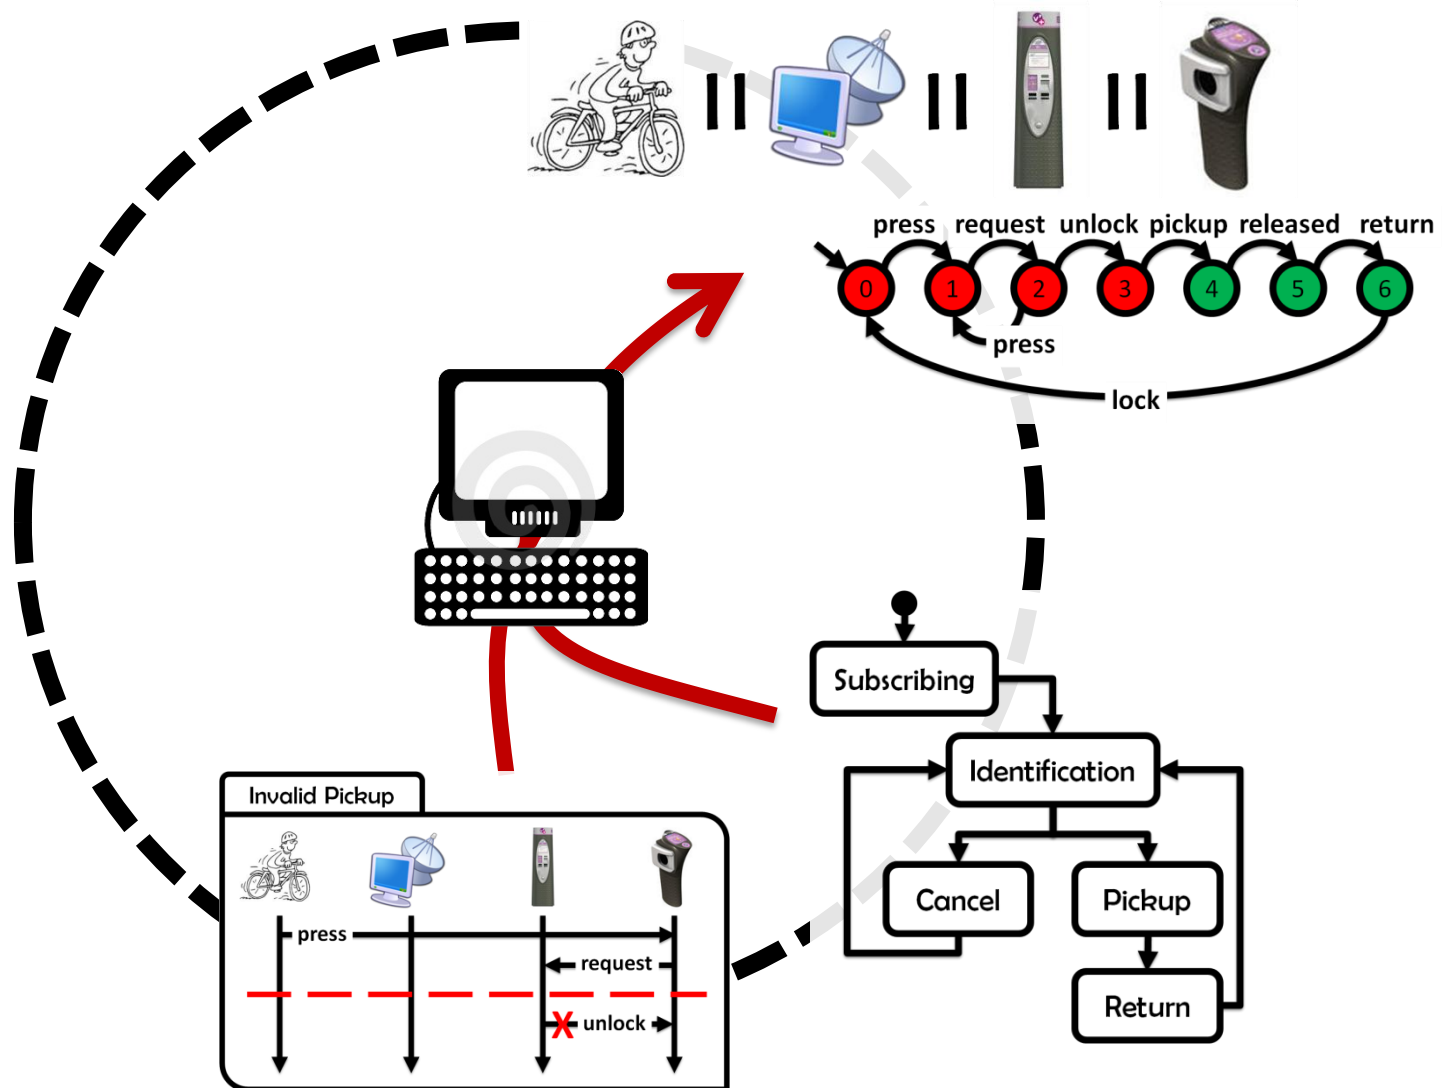 press request unlock pickup released return
0 1 2 3 4 5 6
press
lock
Subscribing
Identification
Cancel
Pickup
Return
Invalid Pickup
press
request
X unlock